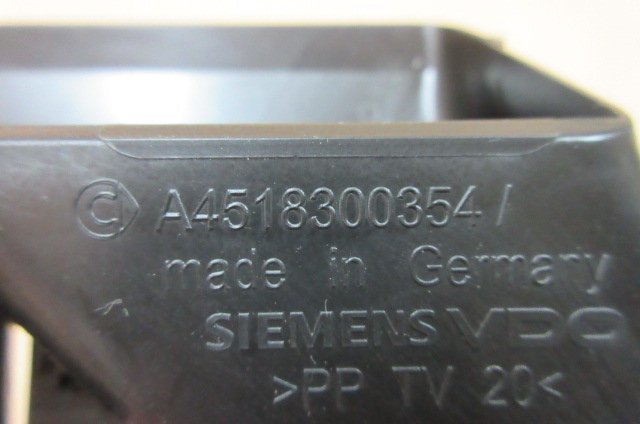 A4518300354/
made in Germany
SIEMENS VDO
>PP TV 20<